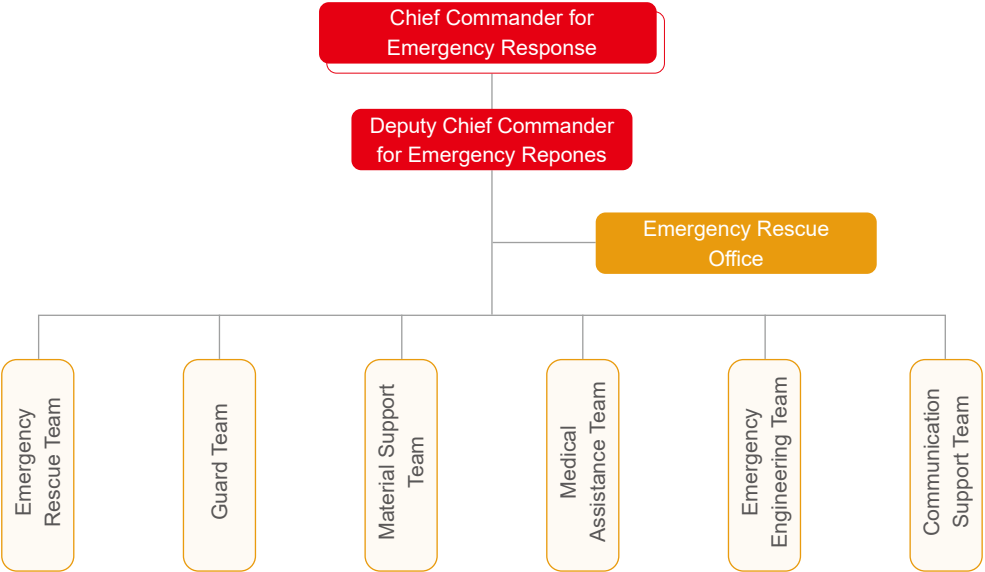 Chief Commander for
Emergency Response
Deputy Chief Commander
for Emergency Repones
Emergency Rescue
Office
Emergency
Rescue Team
Guard Team
Material Support
Team
Medical
Assistance Team
Emergency
Engineering Team
Communication
Support Team